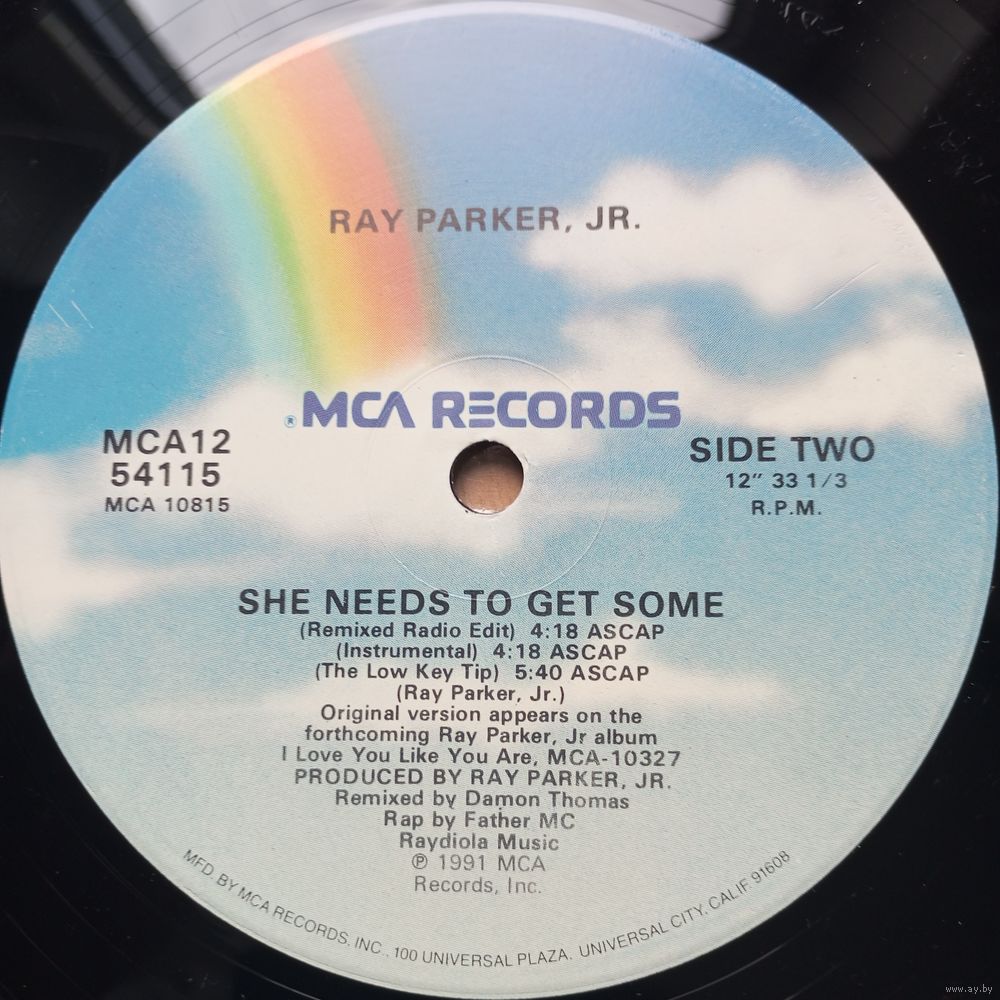 RAY PARKER, JR.
® MCA RECORDS
MCA12
54115
MCA 10815
SIDE TWO
12" 33 1/3
R.P.M.
SHE NEEDS TO GET SOME
(Remixed Radio Edit) 4:18 ASCAP
(Instrumental) 4:18 ASCAP
(The Low Key Tip) 5:40 ASCAP
(Ray Parker, Jr.)
Original version appears on the
forthcoming Ray Parker, Jr album
I Love You Like You Are, MCA-10327
PRODUCED BY RAY PARKER, JR.
Remixed by Damon Thomas
Rap by Father MC
Raydiola Music
℗ 1991 MCA
Records, Inc.
MFD. BY MCA RECORDS, INC., 100 UNIVERSAL PLAZA, UNIVERSAL CITY, CALIF. 91608
www.ay.by